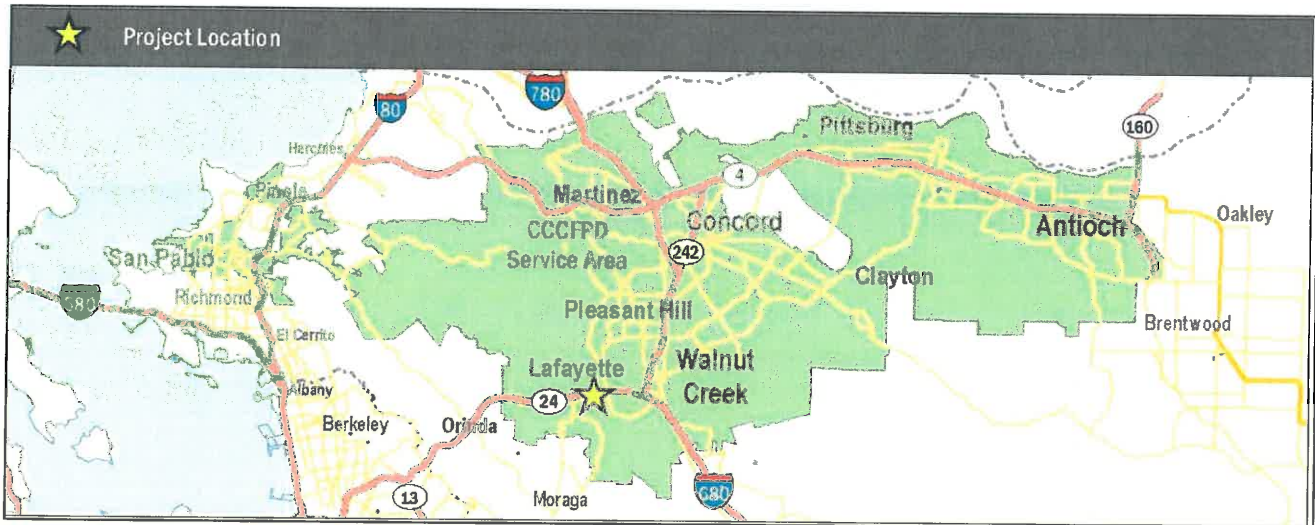 Project Location
80
780
160
Pittsburg
Hercules
Pinole
Martinez
4
Oakley
Concord
Antioch
CCCFPD
Service Area
242
San Pablo
Clayton
Richmond
580
Pleasant Hill
El Cerrito
Brentwood
Lafayette
Walnut
Creek
Albany
24
Berkeley
Orinda
13
Moraga
680